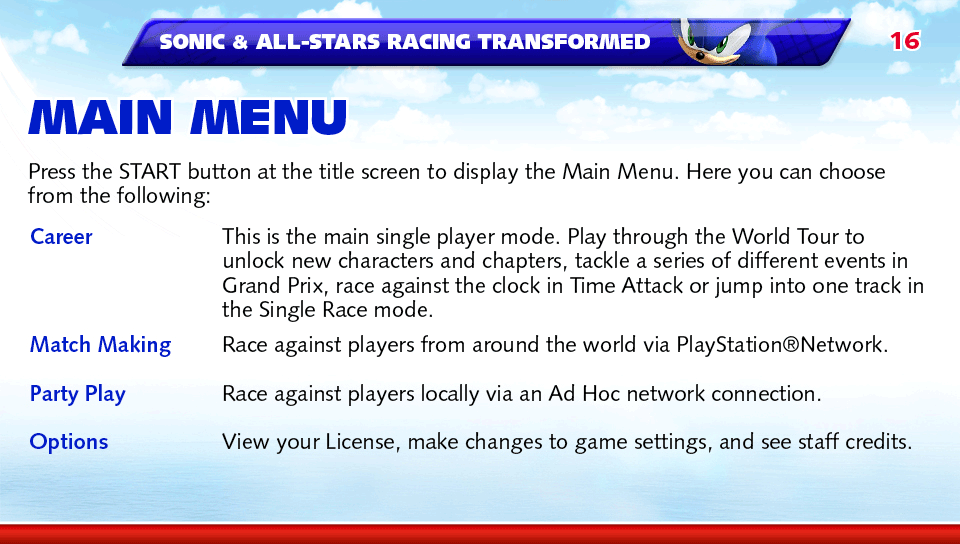 SONIC & ALL-STARS RACING TRANSFORMED
16
MAIN MENU
Press the START button at the title screen to display the Main Menu. Here you can choose
from the following:
Career
This is the main single player mode. Play through the World Tour to
unlock new characters and chapters, tackle a series of different events in
Grand Prix, race against the clock in Time Attack or jump into one track in
the Single Race mode.
Match Making
Race against players from around the world via PlayStation®Network.
Party Play
Race against players locally via an Ad Hoc network connection.
Options
View your License, make changes to game settings, and see staff credits.